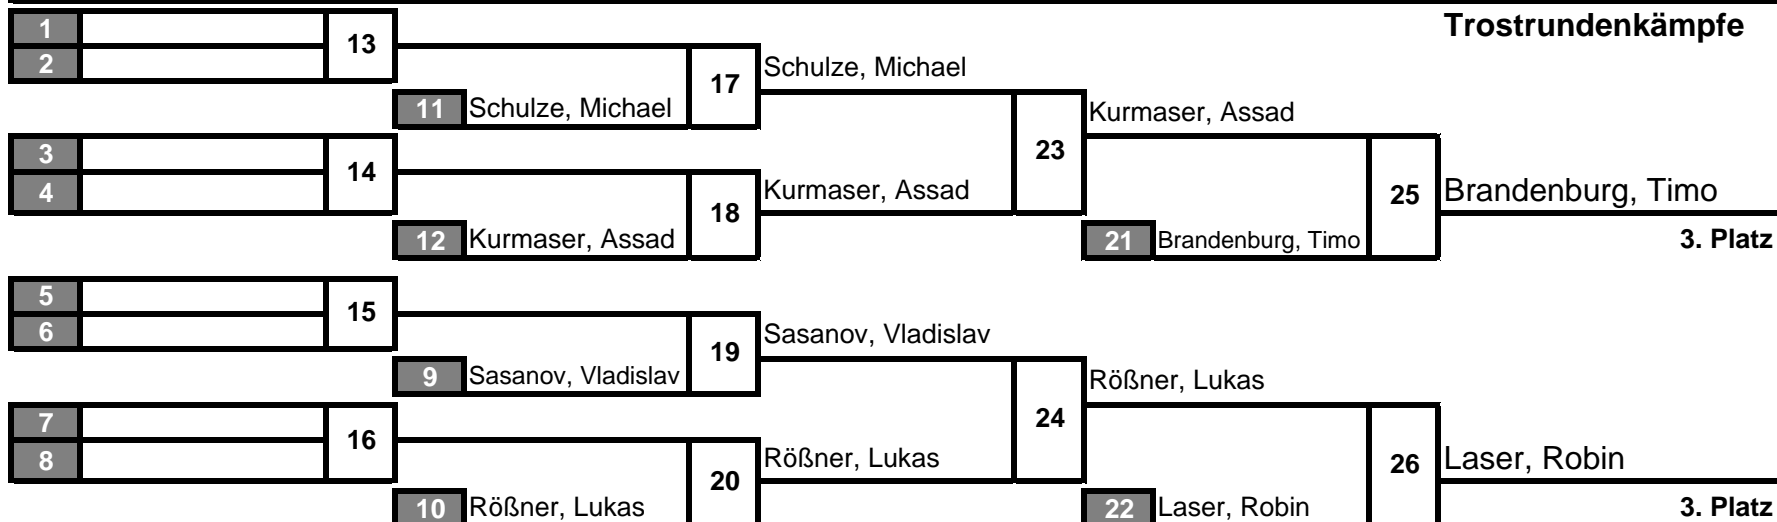 Trostrundenkämpfe
1
2
13
11 Schulze, Michael
17
Schulze, Michael
3
4
14
12 Kurmaser, Assad
18
Kurmaser, Assad
23
Kurmaser, Assad
21 Brandenburg, Timo
25
Brandenburg, Timo
3. Platz
5
6
15
9 Sasanov, Vladislav
19
Sasanov, Vladislav
7
8
16
10 Rößner, Lukas
20
Rößner, Lukas
24
Rößner, Lukas
22 Laser, Robin
26
Laser, Robin
3. Platz